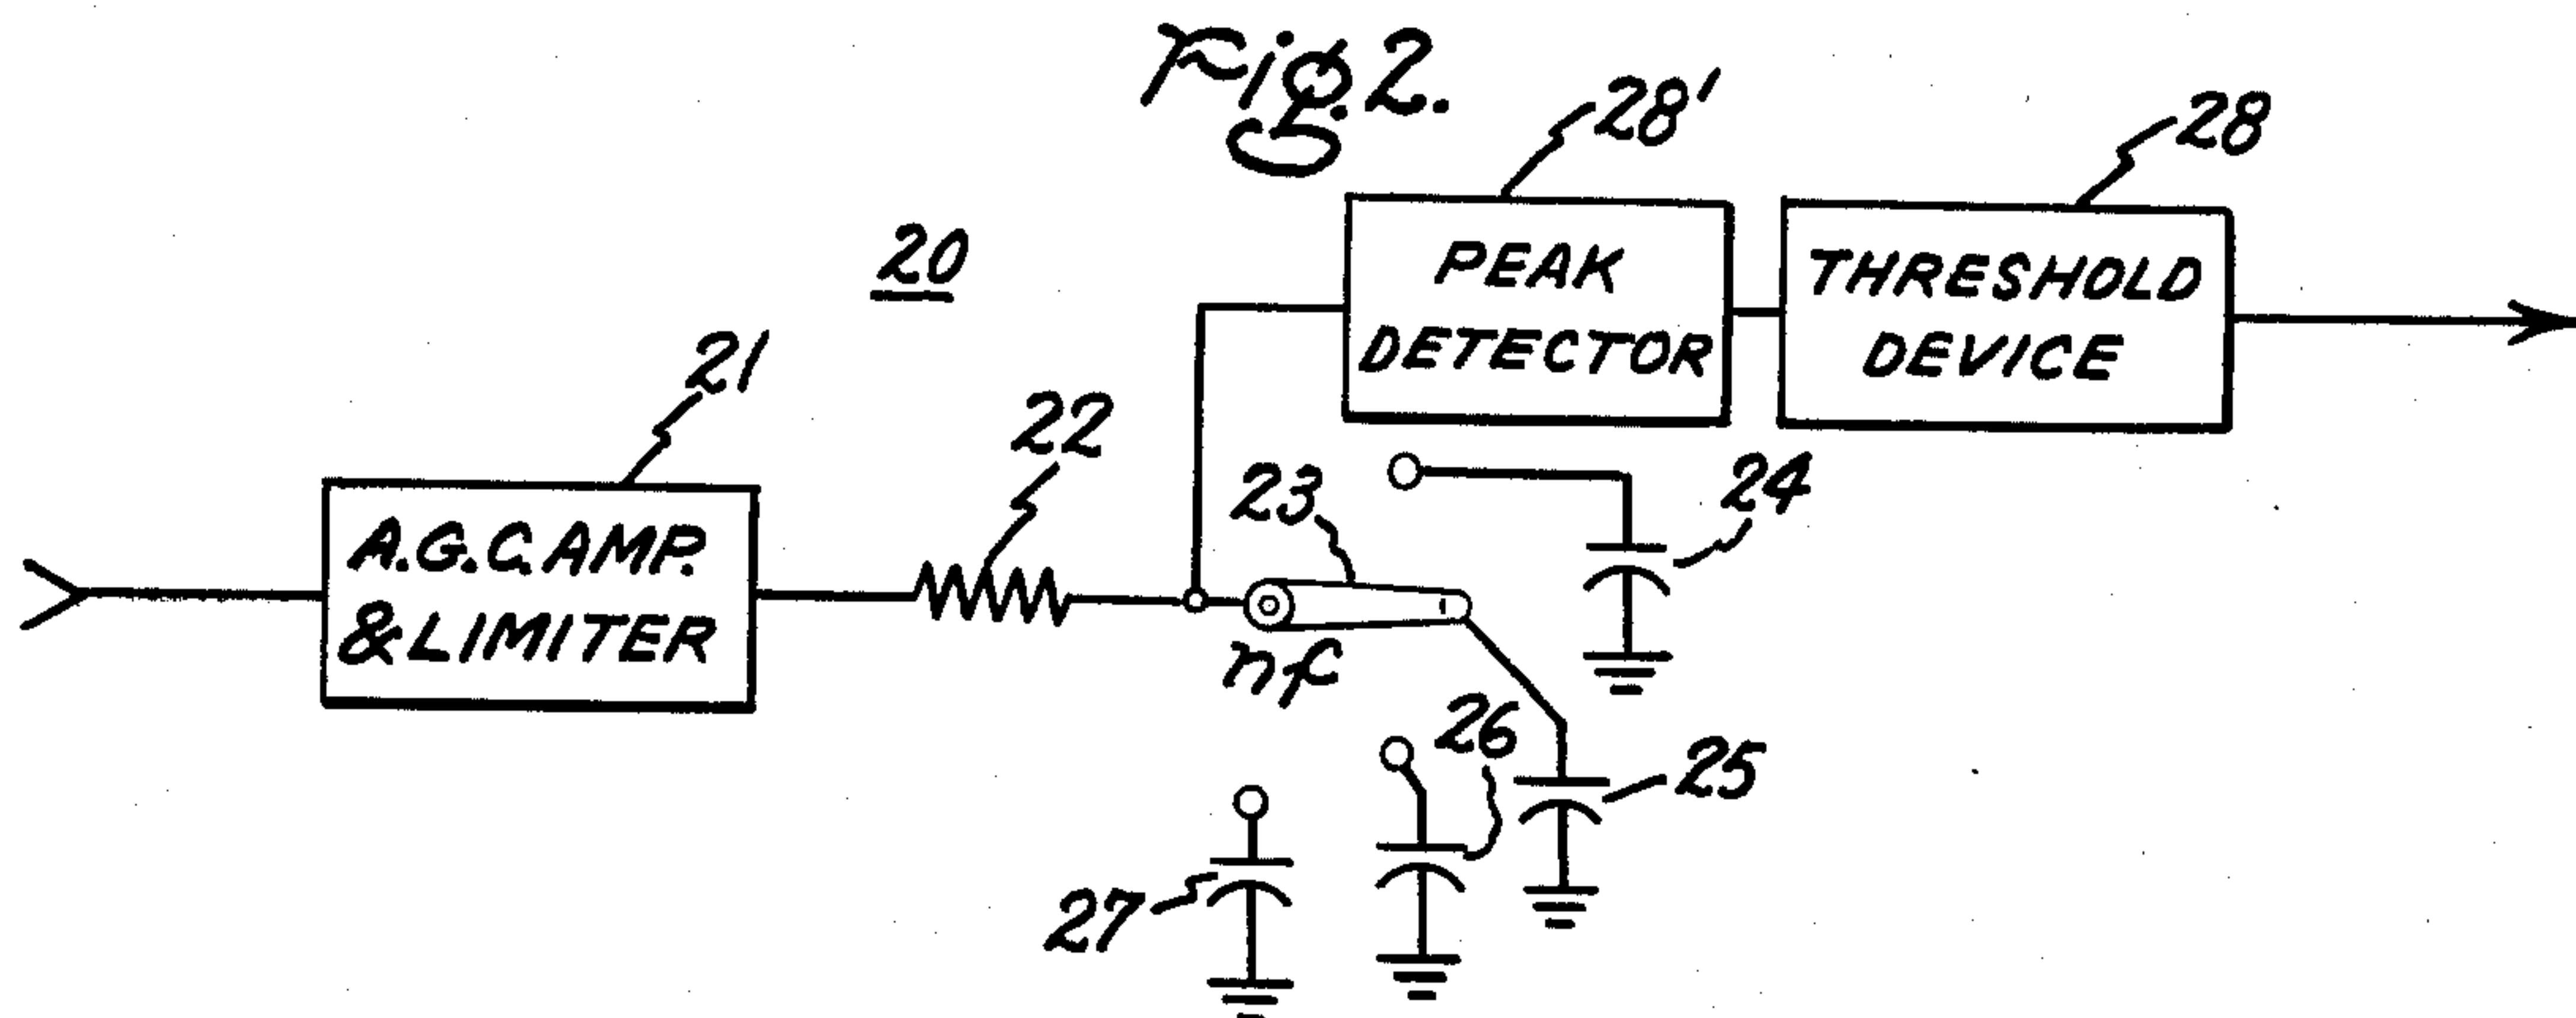 Fig. 2.
28'
28
20
PEAK
DETECTOR
THRESHOLD
DEVICE
21
22
23
24
A.G.C. AMP.
& LIMITER
nf
26
25
27